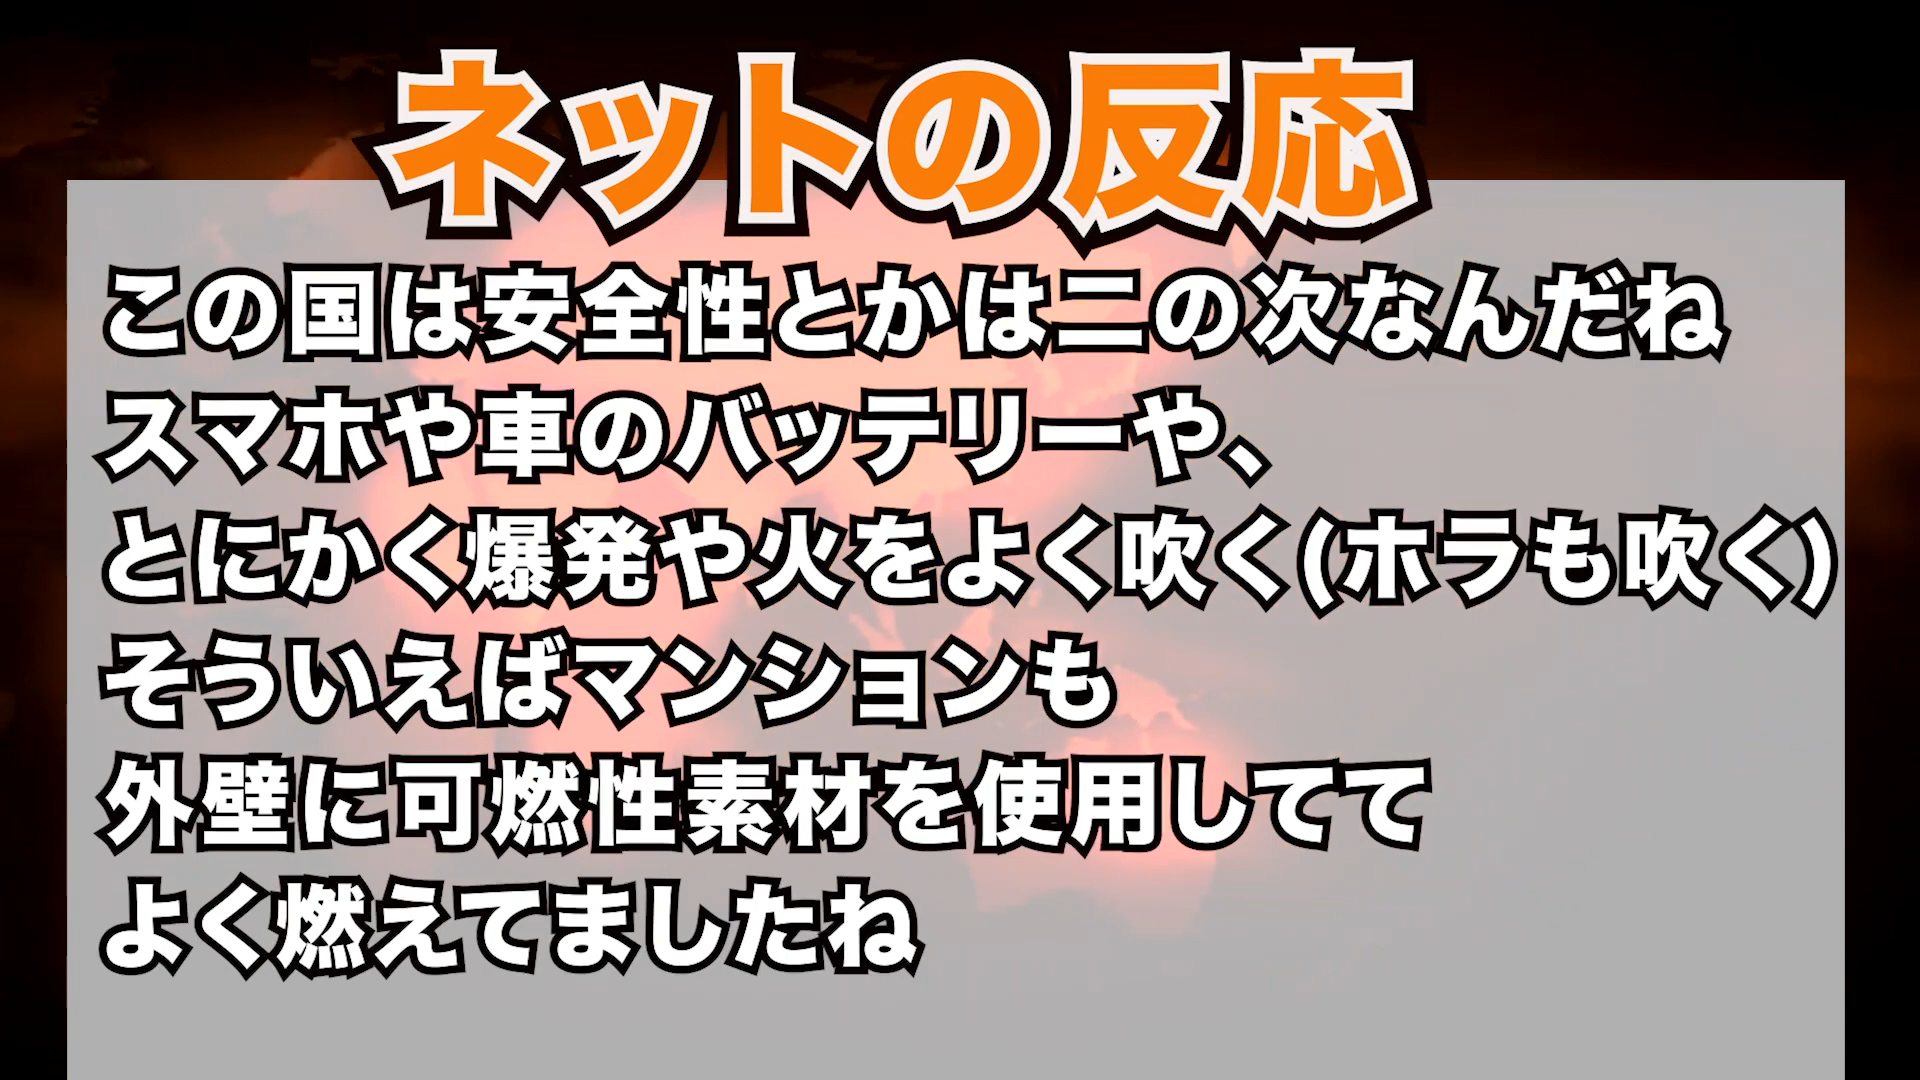 ネットの反応
この国は安全性とかは二の次なんだね
スマホや車のバッテリーや、
とにかく爆発や火をよく吹く(ホラも吹く)
そういえばマンションも
外壁に可燃性素材を使用してて
よく燃えてましたね